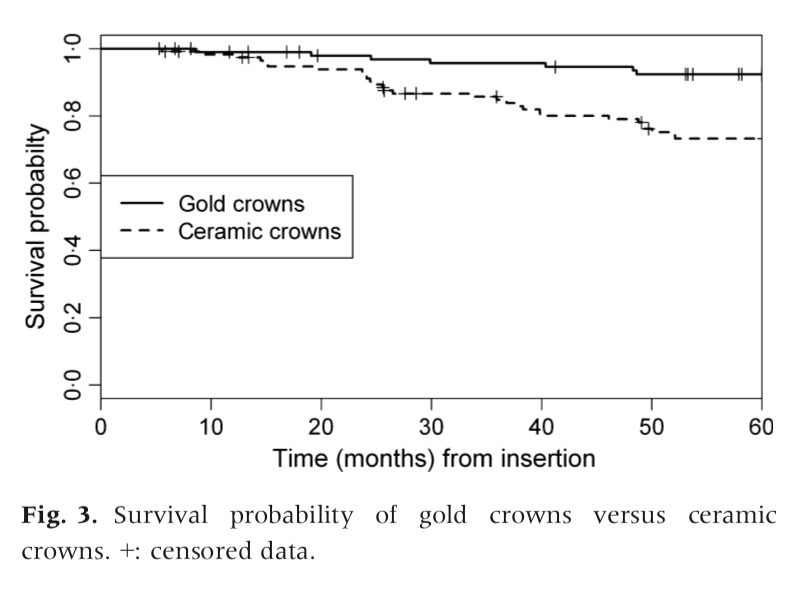 Survival probabilty
1·0
0·8
0·6
0·4
0·2
0·0
Gold crowns
Ceramic crowns
0 10 20 30 40 50 60
Time (months) from insertion
Fig. 3. Survival probability of gold crowns versus ceramic
crowns. +: censored data.